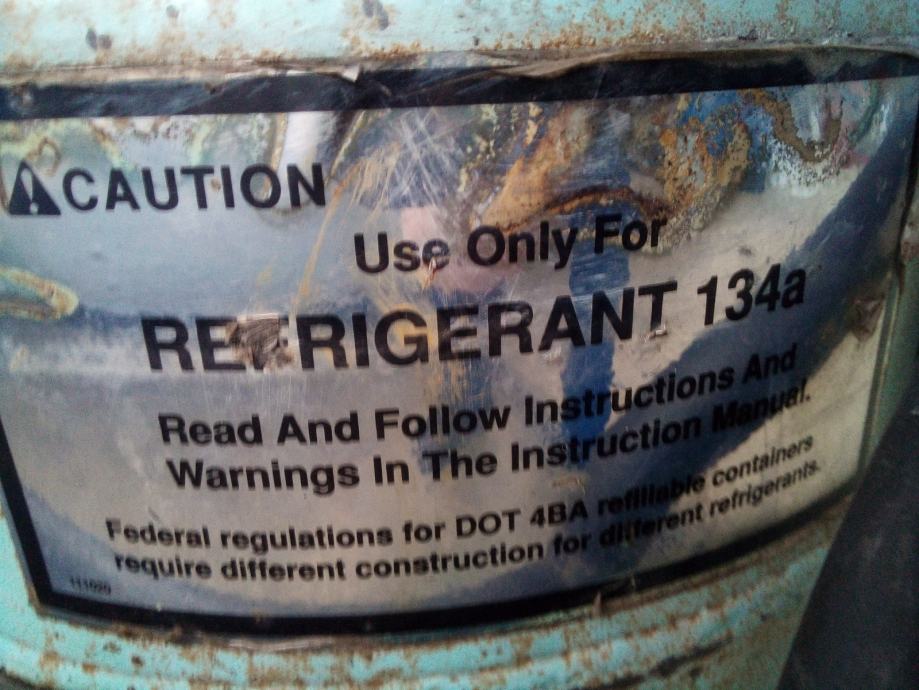 CAUTION
Use Only For
REFRIGERANT 134a
Read And Follow Instructions And
Warnings In The Instruction Manual.
Federal regulations for DOT 4BA refillable containers
require different construction for different refrigerants.